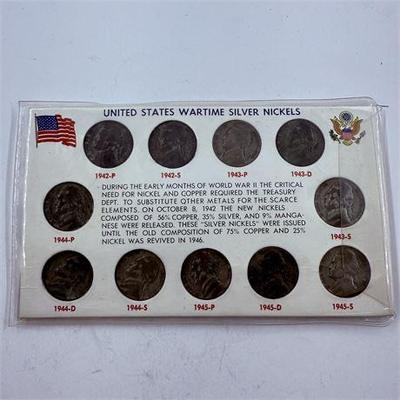 UNITED STATES WARTIME SILVER NICKELS
1942-P 1942-S 1943-P 1943-D
DURING THE EARLY MONTHS OF WORLD WAR II THE CRITICAL
NEED FOR NICKEL AND COPPER REQUIRED THE TREASURY
DEPT. TO SUBSTITUTE OTHER METALS FOR THE SCARCE
ELEMENTS. ON OCTOBER 8, 1942 THE NEW NICKELS
COMPOSED OF 56% COPPER, 35% SILVER, AND 9% MANGA-
NESE WERE RELEASED. THESE "SILVER NICKELS" WERE ISSUED
UNTIL THE OLD COMPOSITION OF 75% COPPER AND 25%
NICKEL WAS REVIVED IN 1946.
1944-P 1943-S
1944-D 1944-S 1945-P 1945-D 1945-S